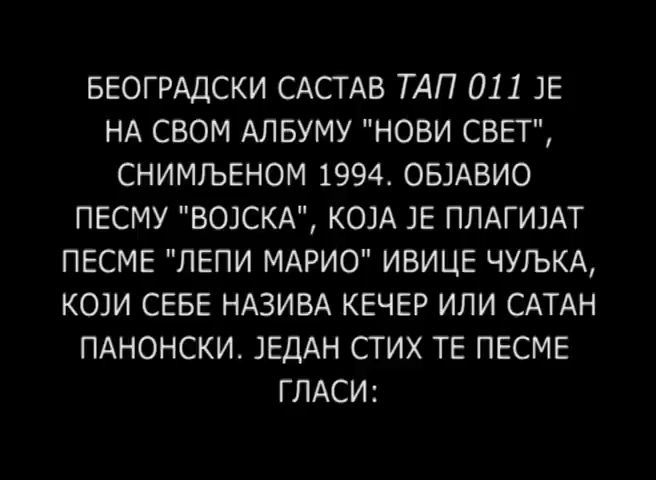 БЕОГРАДСКИ САСТАВ ТАП 011 ЈЕ
НА СВОМ АЛБУМУ "НОВИ СВЕТ",
СНИМЉЕНОМ 1994. ОБЈАВИО
ПЕСМУ "ВОЈСКА", КОЈА ЈЕ ПЛАГИЈАТ
ПЕСМЕ "ЛЕПИ МАРИО" ИВИЦЕ ЧУЉКА,
КОЈИ СЕБЕ НАЗИВА КЕЧЕР ИЛИ САТАН
ПАНОНСКИ. ЈЕДАН СТИХ ТЕ ПЕСМЕ
ГЛАСИ: